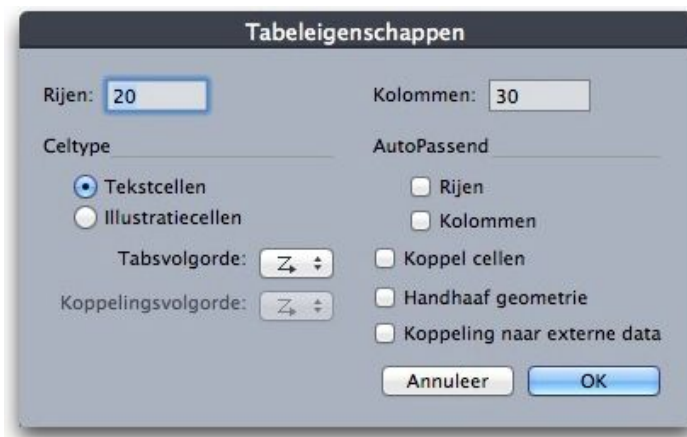 Tabeleigenschappen
Rijen: 20
Kolommen: 30
Celtype
AutoPassend
Tekstcellen
Rijen
Illustratiecellen
Kolommen
Tabsvolgorde:
Koppel cellen
Koppelingsvolgorde:
Handhaaf geometrie
Koppeling naar externe data
Annuleer
OK